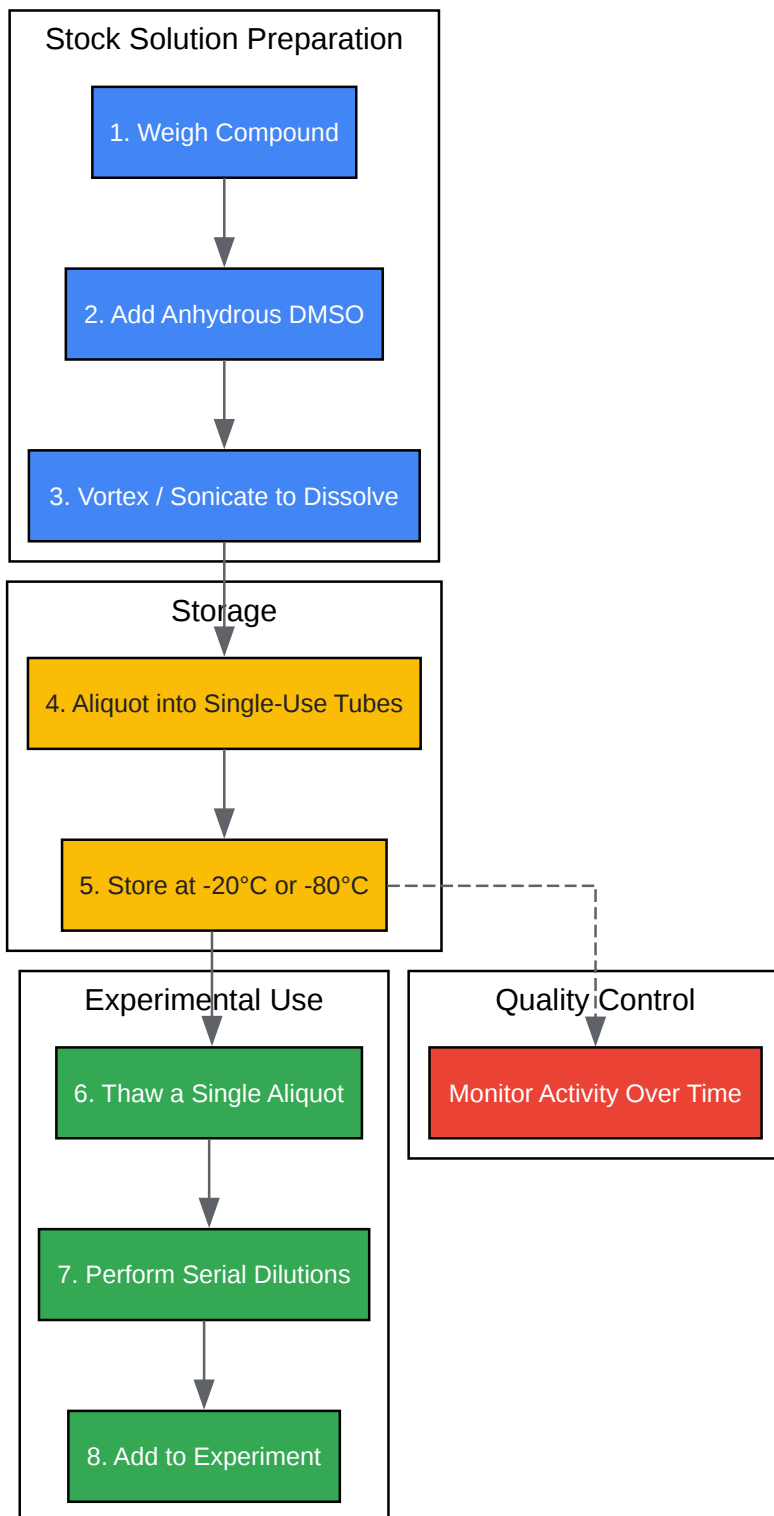 Stock Solution Preparation
1. Weigh Compound
2. Add Anhydrous DMSO
3. Vortex / Sonicate to Dissolve
Storage
4. Aliquot into Single-Use Tubes
5. Store at -20°C or -80°C
Experimental Use
Quality Control
6. Thaw a Single Aliquot
Monitor Activity Over Time
7. Perform Serial Dilutions
8. Add to Experiment